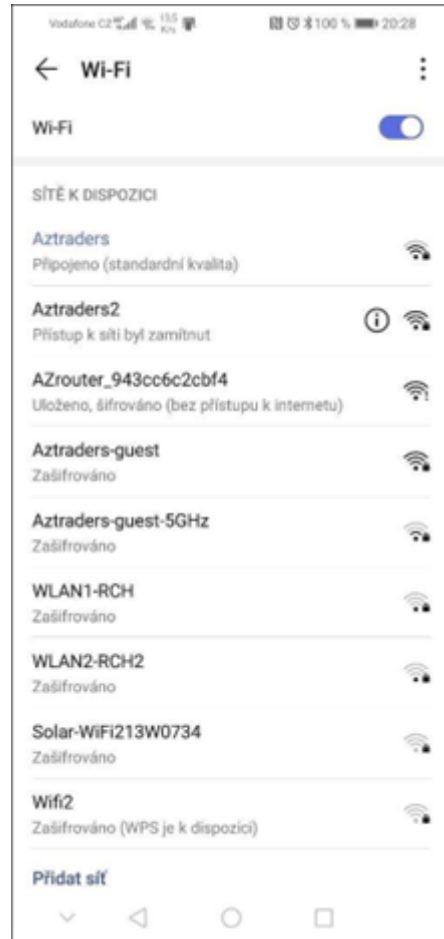 Vodafone CZ 13,5 K/s 100 % 20:28
Wi-Fi
Wi-Fi
SÍTĚ K DISPOZICI
Aztraders
Připojeno (standardní kvalita)
Aztraders2
Přístup k síti byl zamítnut
AZrouter_943cc6c2cbf4
Uloženo, šifrováno (bez přístupu k internetu)
Aztraders-guest
Zašifrováno
Aztraders-guest-5GHz
Zašifrováno
WLAN1-RCH
Zašifrováno
WLAN2-RCH2
Zašifrováno
Solar-WiFi213W0734
Zašifrováno
Wifi2
Zašifrováno (WPS je k dispozici)
Přidat síť